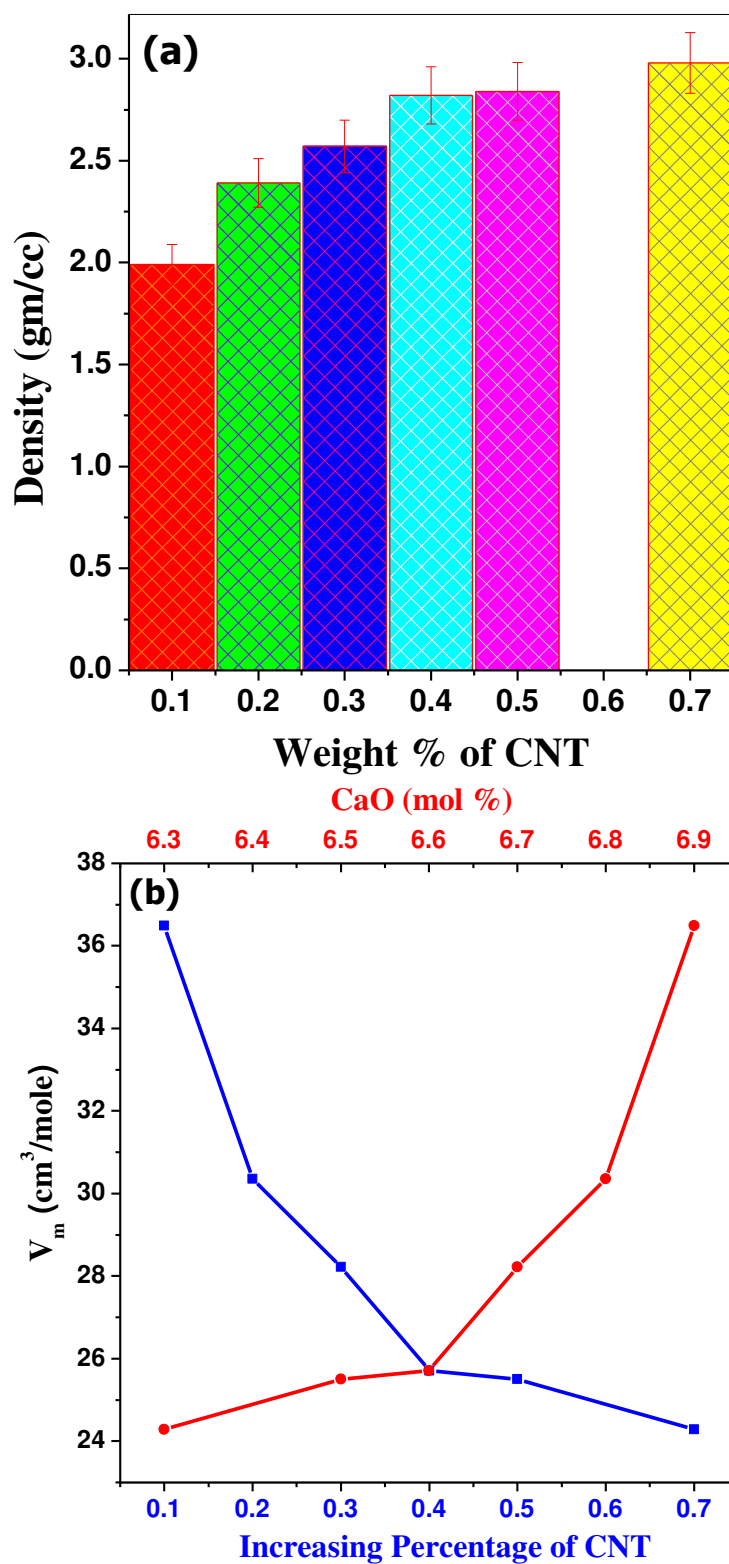 (a)
3.0
2.5
2.0
1.5
1.0
0.5
0.0
Density (gm/cc)
0.1 0.2 0.3 0.4 0.5 0.6 0.7
Weight % of CNT
CaO (mol %)
6.3 6.4 6.5 6.6 6.7 6.8 6.9
(b)
38
36
34
32
30
28
26
24
V_m (cm³/mole)
0.1 0.2 0.3 0.4 0.5 0.6 0.7
Increasing Percentage of CNT